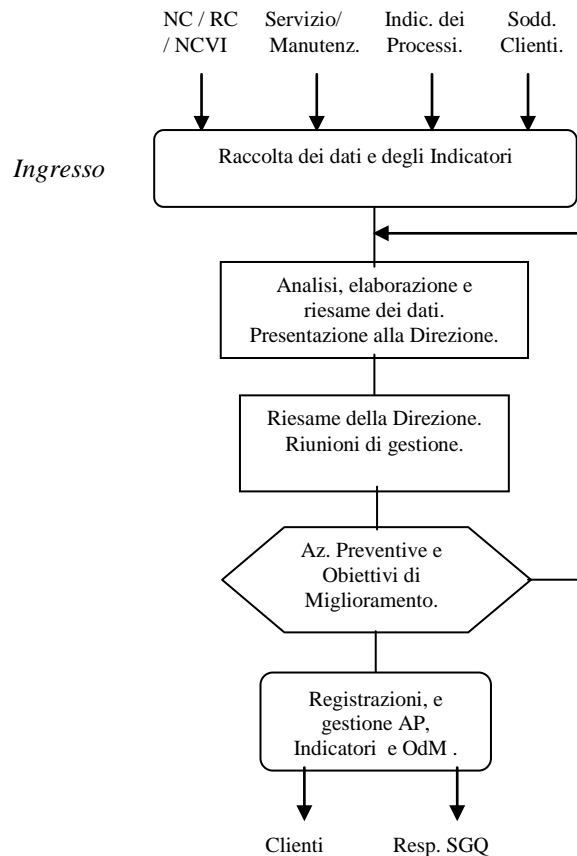 NC / RC Servizio/ Indic. dei Sodd.
/ NCVI Manutenz. Processi. Clienti.
Ingresso
Raccolta dei dati e degli Indicatori
Analisi, elaborazione e
riesame dei dati.
Presentazione alla Direzione.
Riesame della Direzione.
Riunioni di gestione.
Az. Preventive e
Obiettivi di
Miglioramento.
Registrazioni, e
gestione AP,
Indicatori e OdM .
Clienti Resp. SGQ